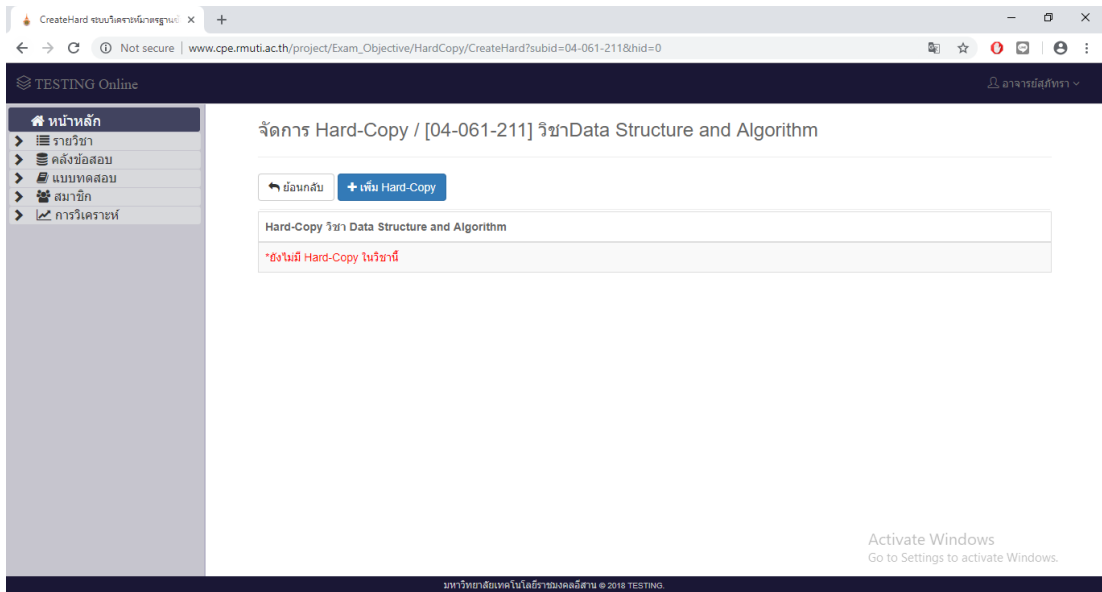 CreateHard ระบบวิเคราะห์มาตรฐานข้
Not secure | www.cpe.rmuti.ac.th/project/Exam_Objective/HardCopy/CreateHard?subid=04-061-211&hid=0
TESTING Online
อาจารย์สุภัทรา
หน้าหลัก
รายวิชา
คลังข้อสอบ
แบบทดสอบ
สมาชิก
การวิเคราะห์
จัดการ Hard-Copy / [04-061-211] วิชาData Structure and Algorithm
ย้อนกลับ
+ เพิ่ม Hard-Copy
Hard-Copy วิชา Data Structure and Algorithm
*ยังไม่มี Hard-Copy ในวิชานี้
Activate Windows
Go to Settings to activate Windows.
มหาวิทยาลัยเทคโนโลยีราชมงคลอีสาน © 2018 TESTING.